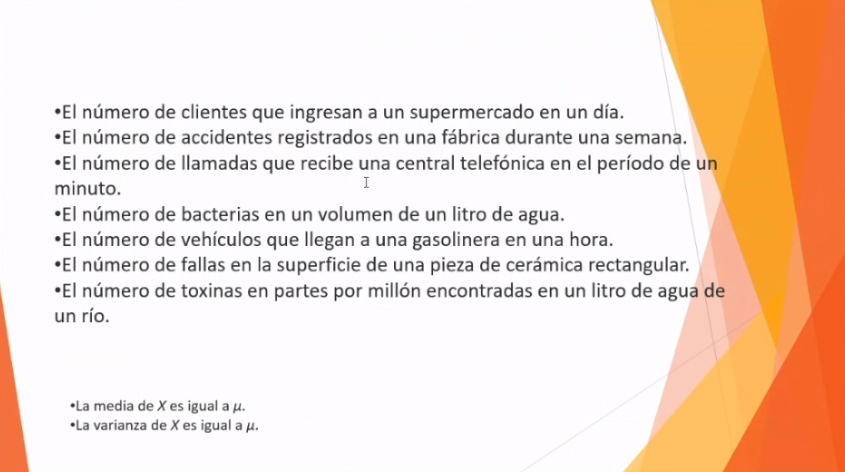 •El número de clientes que ingresan a un supermercado en un día.
•El número de accidentes registrados en una fábrica durante una semana.
•El número de llamadas que recibe una central telefónica en el período de un
minuto.
•El número de bacterias en un volumen de un litro de agua.
•El número de vehículos que llegan a una gasolinera en una hora.
•El número de fallas en la superficie de una pieza de cerámica rectangular.
•El número de toxinas en partes por millón encontradas en un litro de agua de
un río.
•La media de X es igual a μ.
•La varianza de X es igual a μ.